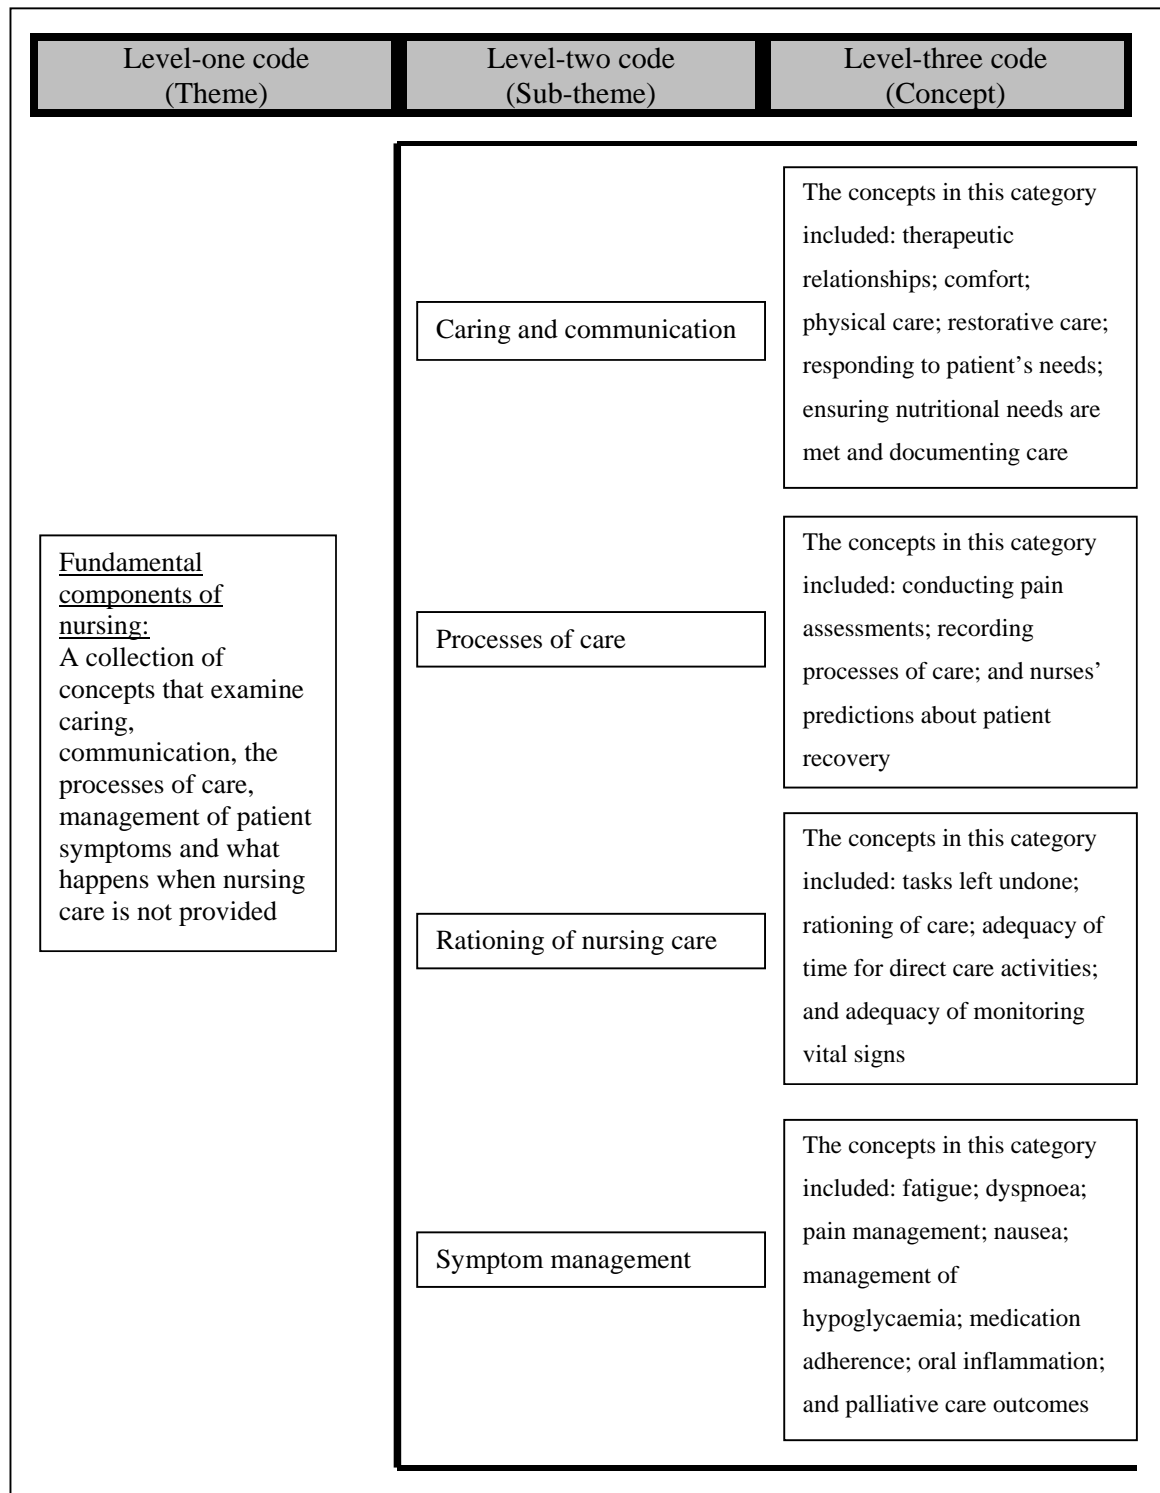 Level-one code
(Theme)
Level-two code
(Sub-theme)
Level-three code
(Concept)
Fundamental
components of
nursing:
A collection of
concepts that examine
caring,
communication, the
processes of care,
management of patient
symptoms and what
happens when nursing
care is not provided
Caring and communication
The concepts in this category
included: therapeutic
relationships; comfort;
physical care; restorative care;
responding to patient’s needs;
ensuring nutritional needs are
met and documenting care
Processes of care
The concepts in this category
included: conducting pain
assessments; recording
processes of care; and nurses’
predictions about patient
recovery
Rationing of nursing care
The concepts in this category
included: tasks left undone;
rationing of care; adequacy of
time for direct care activities;
and adequacy of monitoring
vital signs
Symptom management
The concepts in this category
included: fatigue; dyspnoea;
pain management; nausea;
management of
hypoglycaemia; medication
adherence; oral inflammation;
and palliative care outcomes